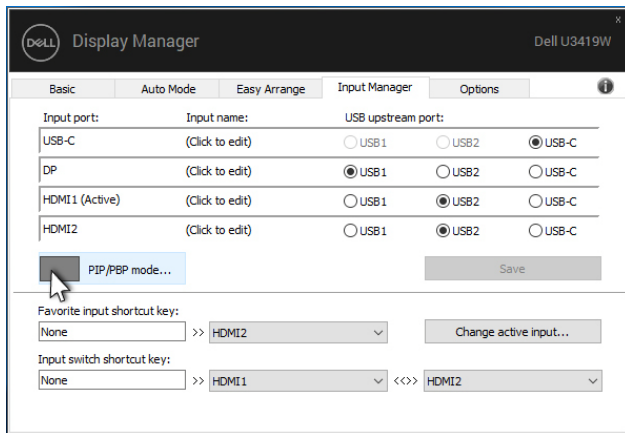 x
DELL Display Manager Dell U3419W
Basic Auto Mode Easy Arrange Input Manager Options i
Input port: Input name: USB upstream port:
USB-C (Click to edit) USB1 USB2 USB-C
DP (Click to edit) USB1 USB2 USB-C
HDMI1 (Active) (Click to edit) USB1 USB2 USB-C
HDMI2 (Click to edit) USB1 USB2 USB-C
PIP/PBP mode... Save
Favorite input shortcut key:
None >> HDMI2 Change active input...
Input switch shortcut key:
None >> HDMI1 <<>> HDMI2